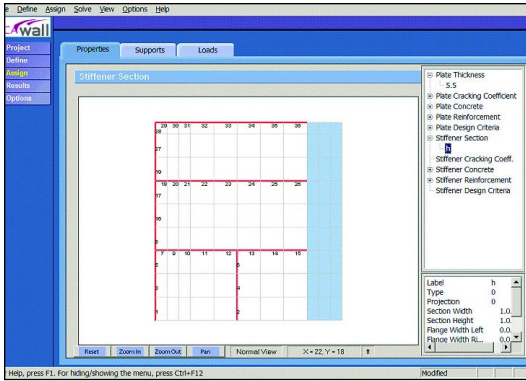 e Define Assign Solve View Options Help
wall
Project
Define
Assign
Results
Options
Properties Supports Loads
Stiffener Section
29 30 31 32 33 34 35 36
28
27
19
18 20 21 22 23 24 25 26
17
16
7 9 10 11 12 13 14 15
5 6
3 4
1 2
Reset Zoom In Zoom Out Pan Normal View X = 22, Y = 18
Plate Thickness
5.5
Plate Cracking Coefficient
Plate Concrete
Plate Reinforcement
Plate Design Criteria
Stiffener Section
h
Stiffener Cracking Coeff.
Stiffener Concrete
Stiffener Reinforcement
Stiffener Design Criteria
Label h
Type 0
Projection 0
Section Width 1.0
Section Height 1.0
Flange Width Left 0.0
Flange Width Ri... 0.0
Help, press F1. For hiding/showing the menu, press Ctrl+F12
Modified